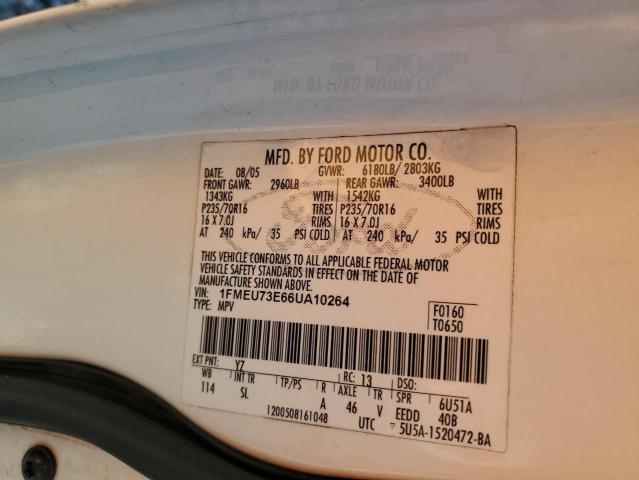 MFD. BY FORD MOTOR CO.
DATE: 08/05 GVWR: 6180LB/ 2803KG
FRONT GAWR: 2960LB REAR GAWR: 3400LB
1343KG WITH 1542KG WITH
P235/70R16 TIRES P235/70R16 TIRES
16 X 7.0J RIMS 16 X 7.0J RIMS
AT 240 kPa/ 35 PSI COLD AT 240 kPa/ 35 PSI COLD
THIS VEHICLE CONFORMS TO ALL APPLICABLE FEDERAL MOTOR
VEHICLE SAFETY STANDARDS IN EFFECT ON THE DATE OF
MANUFACTURE SHOWN ABOVE.
VIN: 1FMEU73E66UA10264 F0160
TYPE: MPV T0650
EXT PNT: YZ RC: 13 DSO:
WB INT TR TP/PS R AXLE TR SPR 6U51A
114 SL A 46 V EEDD 40B
1200508161048 UTC 5U5A-1520472-BA